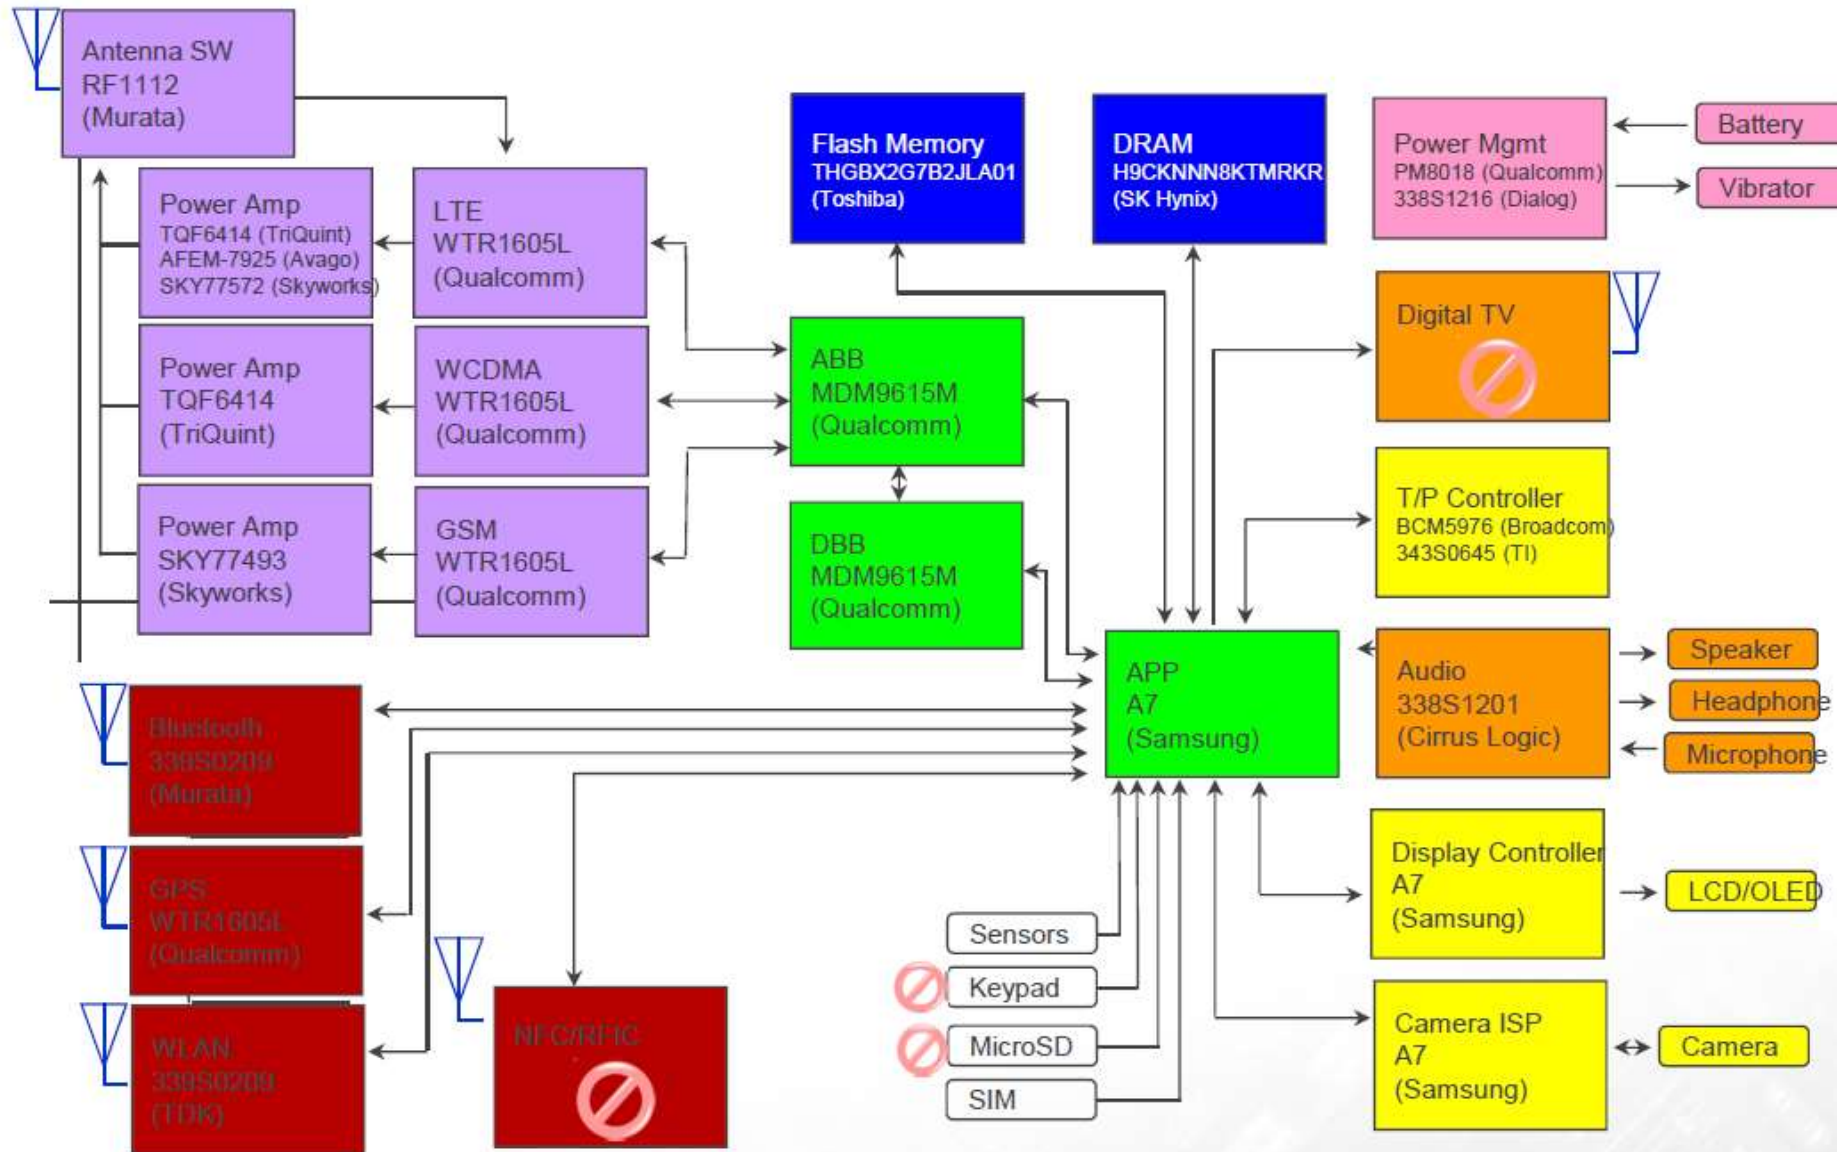 Antenna SW
RF1112
(Murata)
Power Amp
TQF6414 (TriQuint)
AFEM-7925 (Avago)
SKY77572 (Skyworks)
LTE
WTR1605L
(Qualcomm)
Power Amp
TQF6414
(TriQuint)
WCDMA
WTR1605L
(Qualcomm)
Power Amp
SKY77493
(Skyworks)
GSM
WTR1605L
(Qualcomm)
Flash Memory
THGBX2G7B2JLA01
(Toshiba)
DRAM
H9CKNNN8KTMRKR
(SK Hynix)
Power Mgmt
PM8018 (Qualcomm)
338S1216 (Dialog)
Battery
Vibrator
ABB
MDM9615M
(Qualcomm)
DBB
MDM9615M
(Qualcomm)
Digital TV
T/P Controller
BCM5976 (Broadcom)
343S0645 (TI)
APP
A7
(Samsung)
Audio
338S1201
(Cirrus Logic)
Speaker
Headphone
Microphone
Bluetooth
339S0209
(Murata)
GPS
WTR1605L
(Qualcomm)
WLAN
339S0209
(TDK)
NFC/RFIC
Sensors
Keypad
MicroSD
SIM
Display Controller
A7
(Samsung)
LCD/OLED
Camera ISP
A7
(Samsung)
Camera